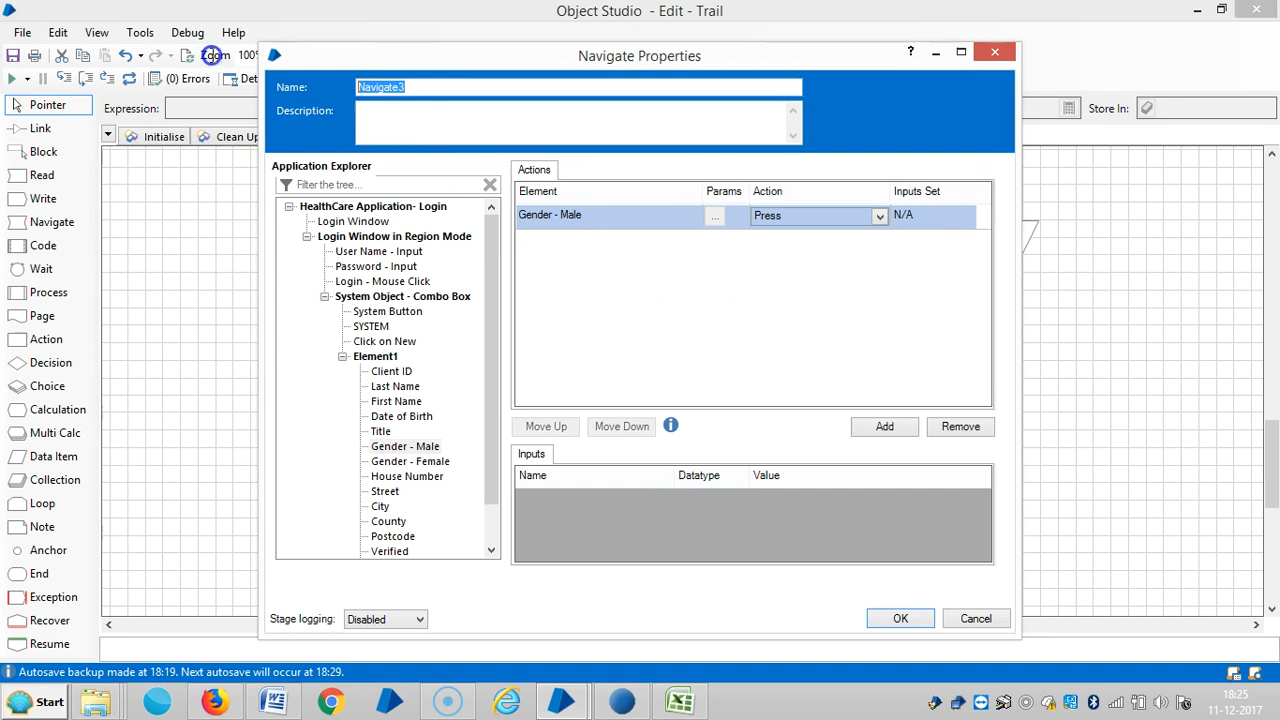 Object Studio - Edit - Trail
File Edit View Tools Debug Help
Zoom 100%
(0) Errors
Navigate Properties
?
Name: Navigate3
Description:
Pointer
Link
Block
Read
Write
Navigate
Code
Wait
Process
Page
Action
Decision
Choice
Calculation
Multi Calc
Data Item
Collection
Loop
Note
Anchor
End
Exception
Recover
Resume
Expression:
Store In:
Initialise
Clean Up
Application Explorer
Filter the tree...
HealthCare Application- Login
Login Window
Login Window in Region Mode
User Name - Input
Password - Input
Login - Mouse Click
System Object - Combo Box
System Button
SYSTEM
Click on New
Element1
Client ID
Last Name
First Name
Date of Birth
Title
Gender - Male
Gender - Female
House Number
Street
City
County
Postcode
Verified
Actions
Element Params Action Inputs Set
Gender - Male ... Press N/A
Move Up Move Down Add Remove
Inputs
Name Datatype Value
Stage logging: Disabled
OK Cancel
Autosave backup made at 18:19. Next autosave will occur at 18:29.
Start
18:25
11-12-2017